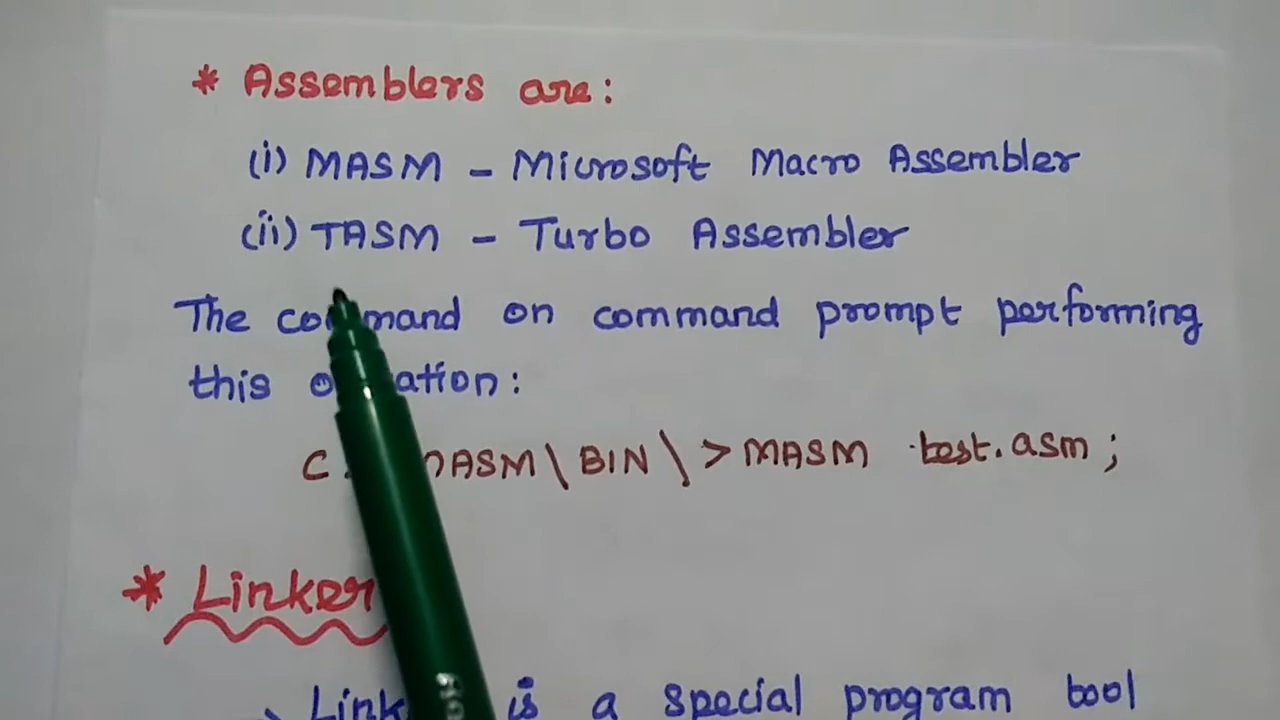 * Assemblers are:
(i) MASM - Microsoft Macro Assembler
(ii) TASM - Turbo Assembler
The command on command prompt performing
this :
C ASM\BIN\>MASM test.asm;
* Linker
is a special program tool